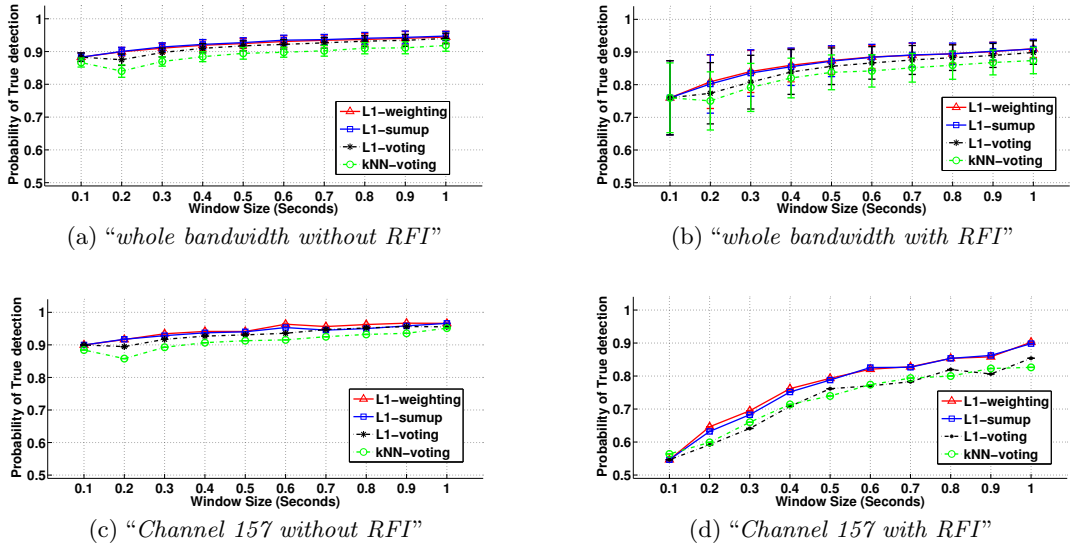 Probability of True detection
1
0.9
0.8
0.7
0.6
0.5
L1−weighting
L1−sumup
L1−voting
kNN−voting
0.1 0.2 0.3 0.4 0.5 0.6 0.7 0.8 0.9 1
Window Size (Seconds)
(a) “whole bandwidth without RFI”
Probability of True detection
1
0.9
0.8
0.7
0.6
0.5
L1−weighting
L1−sumup
L1−voting
kNN−voting
0.1 0.2 0.3 0.4 0.5 0.6 0.7 0.8 0.9 1
Window Size (Seconds)
(b) “whole bandwidth with RFI”
Probability of True detection
1
0.9
0.8
0.7
0.6
0.5
L1−weighting
L1−sumup
L1−voting
kNN−voting
0.1 0.2 0.3 0.4 0.5 0.6 0.7 0.8 0.9 1
Window Size (Seconds)
(c) “Channel 157 without RFI”
Probability of True detection
1
0.9
0.8
0.7
0.6
0.5
L1−weighting
L1−sumup
L1−voting
kNN−voting
0.1 0.2 0.3 0.4 0.5 0.6 0.7 0.8 0.9 1
Window Size (Seconds)
(d) “Channel 157 with RFI”